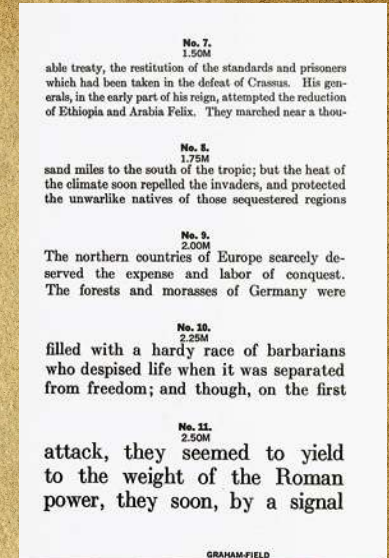 No. 7.
1.50M
able treaty, the restitution of the standards and prisoners
which had been taken in the defeat of Crassus. His gen-
erals, in the early part of his reign, attempted the reduction
of Ethiopia and Arabia Felix. They marched near a thou-
No. 8.
1.75M
sand miles to the south of the tropic; but the heat of
the climate soon repelled the invaders, and protected
the unwarlike natives of those sequestered regions
No. 9.
2.00M
The northern countries of Europe scarcely de-
served the expense and labor of conquest.
The forests and morasses of Germany were
No. 10.
2.25M
filled with a hardy race of barbarians
who despised life when it was separated
from freedom; and though, on the first
No. 11.
2.50M
attack, they seemed to yield
to the weight of the Roman
power, they soon, by a signal
GRAHAM-FIELD